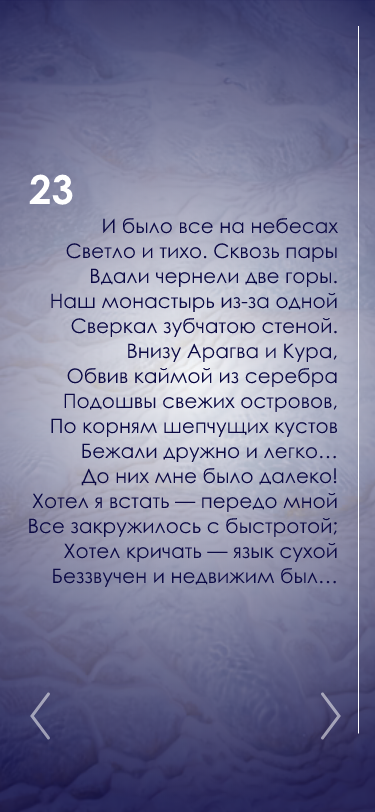 23
И было все на небесах
Светло и тихо. Сквозь пары
Вдали чернели две горы.
Наш монастырь из-за одной
Сверкал зубчатою стеной.
Внизу Арагва и Кура,
Обвив каймой из серебра
Подошвы свежих островов,
По корням шепчущих кустов
Бежали дружно и легко...
До них мне было далеко!
Хотел я встать — передо мной
Все закружилось с быстротой;
Хотел кричать — язык сухой
Беззвучен и недвижим был...